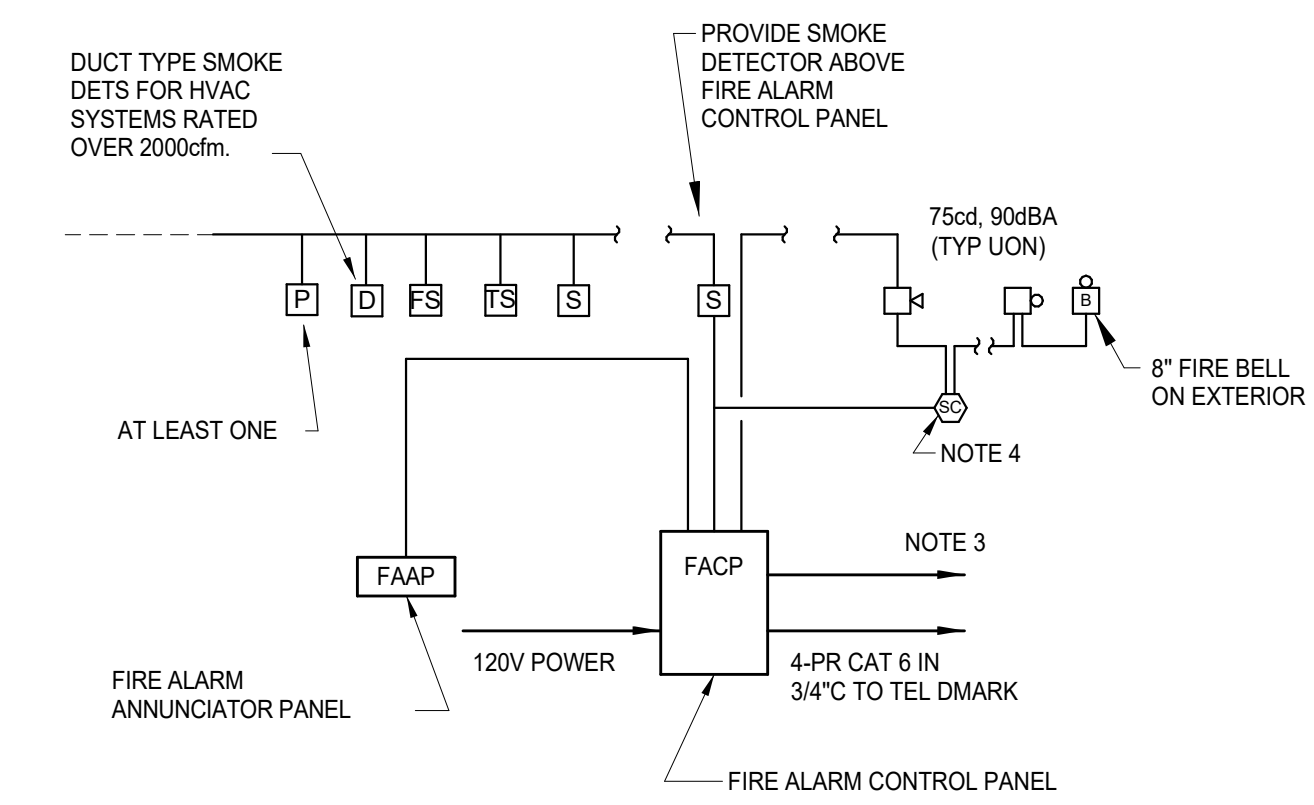 DUCT TYPE SMOKE
DETS FOR HVAC
SYSTEMS RATED
OVER 2000cfm.
PROVIDE SMOKE
DETECTOR ABOVE
FIRE ALARM
CONTROL PANEL
75cd, 90dBA
(TYP UON)
P
D
FS
TS
S
S
B
8" FIRE BELL
ON EXTERIOR
AT LEAST ONE
SC
NOTE 4
FAAP
FACP
NOTE 3
120V POWER
4-PR CAT 6 IN
3/4"C TO TEL DMARK
FIRE ALARM
ANNUNCIATOR PANEL
FIRE ALARM CONTROL PANEL